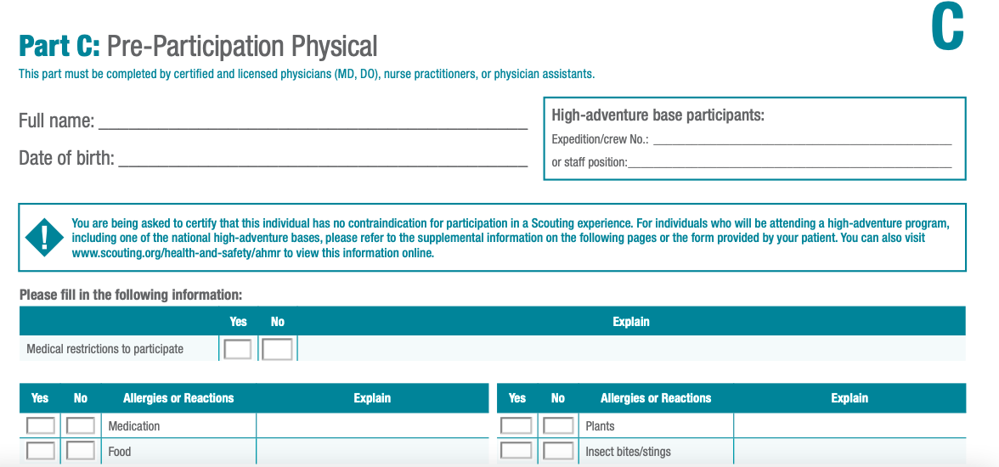 C
Part C: Pre-Participation Physical
This part must be completed by certified and licensed physicians (MD, DO), nurse practitioners, or physician assistants.
Full name:
Date of birth:
High-adventure base participants:
Expedition/crew No.:
or staff position:
!
You are being asked to certify that this individual has no contraindication for participation in a Scouting experience. For individuals who will be attending a high-adventure program,
including one of the national high-adventure bases, please refer to the supplemental information on the following pages or the form provided by your patient. You can also visit
www.scouting.org/health-and-safety/ahmr to view this information online.
Please fill in the following information:
Yes No Explain
Medical restrictions to participate
Yes No Allergies or Reactions Explain
Medication
Food
Yes No Allergies or Reactions Explain
Plants
Insect bites/stings